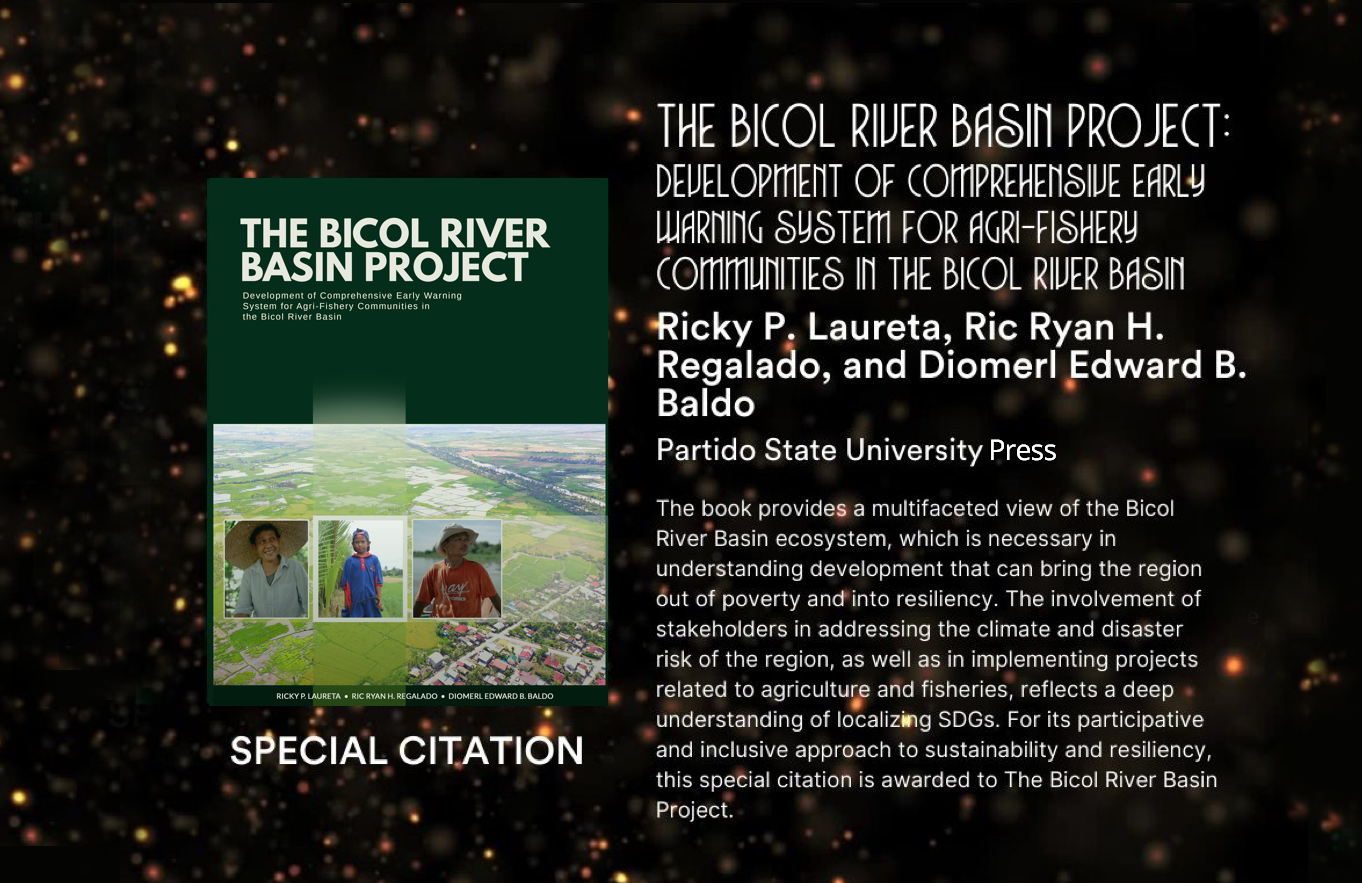 THE BICOL RIVER
BASIN PROJECT
Development of Comprehensive Early Warning
System for Agri-Fishery Communities in
the Bicol River Basin
RICKY P. LAURETA • RIC RYAN H. REGALADO • DIOMERL EDWARD B. BALDO
SPECIAL CITATION
THE BICOL RIVER BASIN PROJECT:
DEVELOPMENT OF COMPREHENSIVE EARLY
WARNING SYSTEM FOR AGRI-FISHERY
COMMUNITIES IN THE BICOL RIVER BASIN
Ricky P. Laureta, Ric Ryan H.
Regalado, and Diomerl Edward B.
Baldo
Partido State University Press
The book provides a multifaceted view of the Bicol
River Basin ecosystem, which is necessary in
understanding development that can bring the region
out of poverty and into resiliency. The involvement of
stakeholders in addressing the climate and disaster
risk of the region, as well as in implementing projects
related to agriculture and fisheries, reflects a deep
understanding of localizing SDGs. For its participative
and inclusive approach to sustainability and resiliency,
this special citation is awarded to The Bicol River Basin
Project.